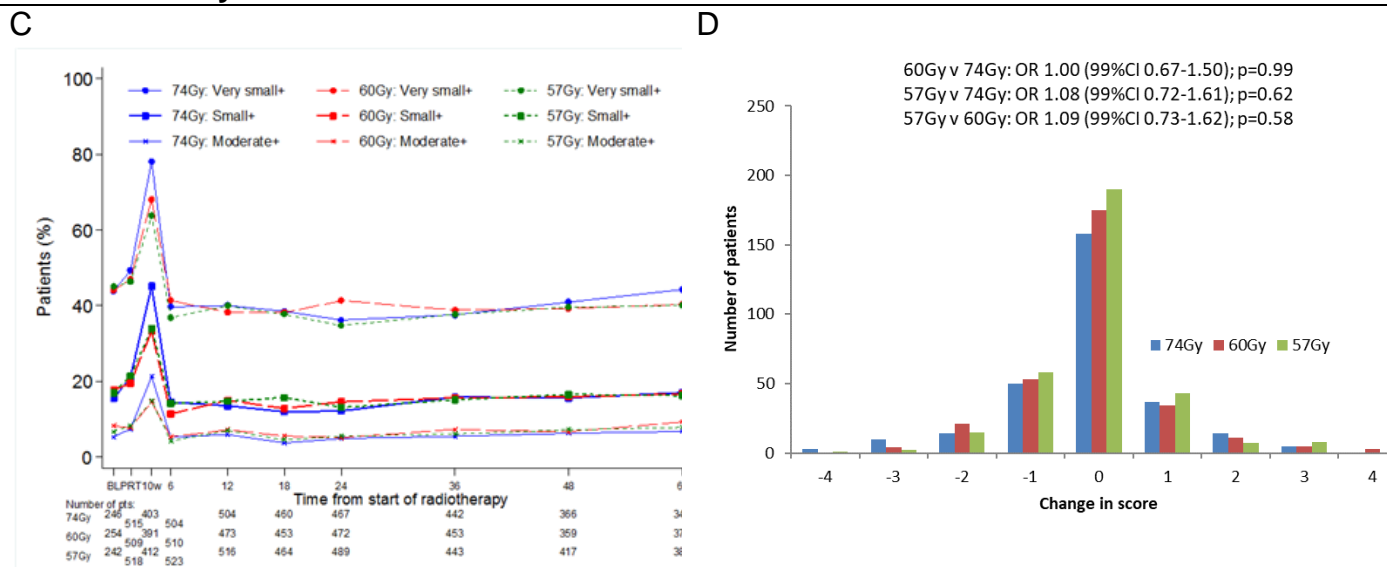 C
D
100
80
60
40
20
0
Patients (%)
74Gy: Very small+ 60Gy: Very small+ 57Gy: Very small+
74Gy: Small+ 60Gy: Small+ 57Gy: Small+
74Gy: Moderate+ 60Gy: Moderate+ 57Gy: Moderate+
BL PRT 10w 6 12 18 24 36 48 6
Time from start of radiotherapy
Number of pts:
74Gy 246 515 403 504 504 460 467 442 366 34
60Gy 254 509 391 510 473 453 472 453 359 37
57Gy 242 518 412 523 516 464 489 443 417 38
60Gy v 74Gy: OR 1.00 (99%CI 0.67-1.50); p=0.99
57Gy v 74Gy: OR 1.08 (99%CI 0.72-1.61); p=0.62
57Gy v 60Gy: OR 1.09 (99%CI 0.73-1.62); p=0.58
250
200
150
100
50
0
Number of patients
74Gy 60Gy 57Gy
-4 -3 -2 -1 0 1 2 3 4
Change in score